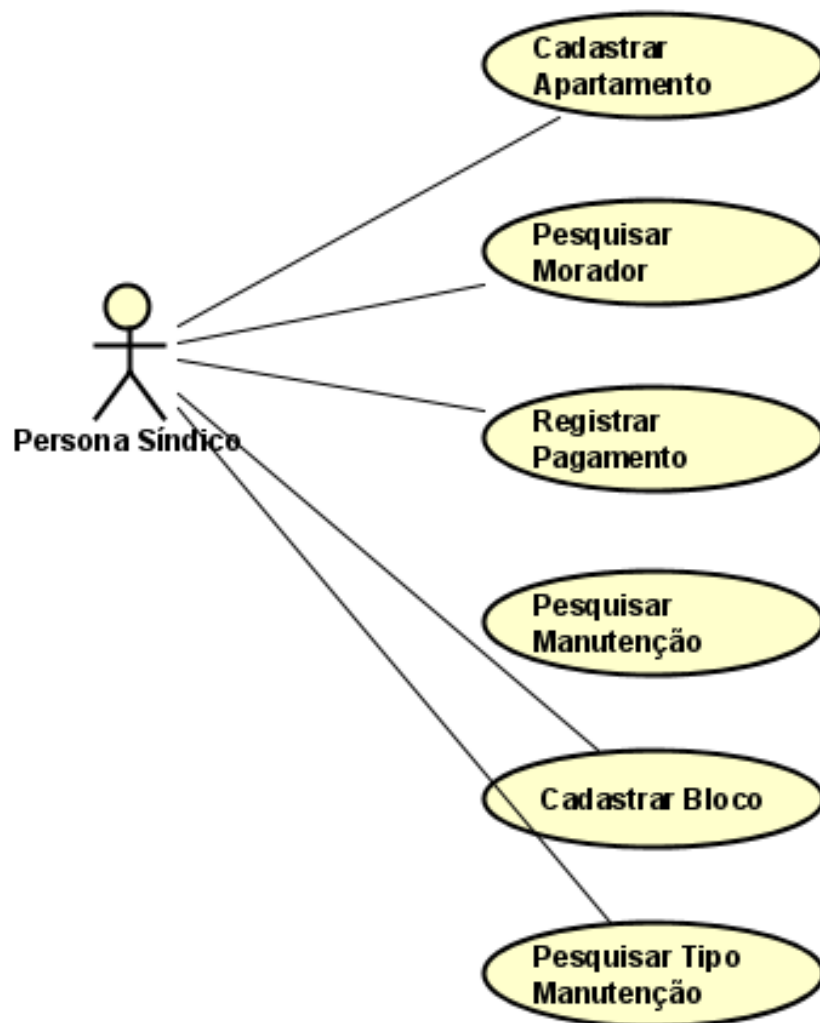 Cadastrar
Apartamento
Pesquisar
Morador
Persona Síndico
Registrar
Pagamento
Pesquisar
Manutenção
Cadastrar Bloco
Pesquisar Tipo
Manutenção